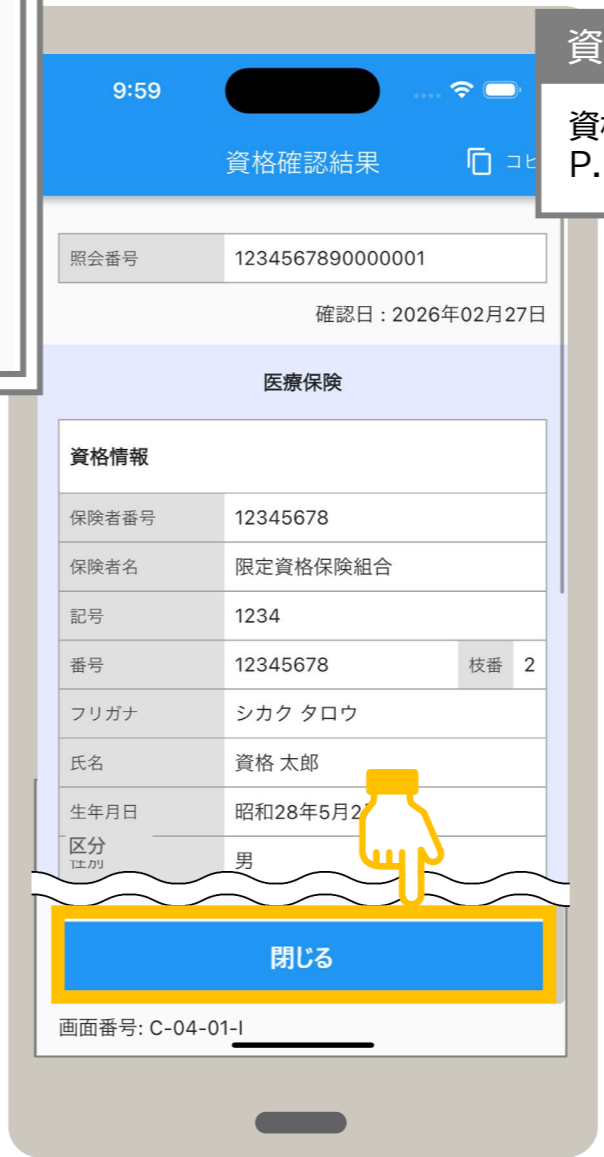 資
資
P.
9:59
資格確認結果
コピ
照会番号 1234567890000001
確認日：2026年02月27日
医療保険
資格情報
保険者番号 12345678
保険者名 限定資格保険組合
記号 1234
番号 12345678 枝番 2
フリガナ シカク タロウ
氏名 資格 太郎
生年月日 昭和28年5月2
区分
性別 男
閉じる
画面番号: C-04-01-I